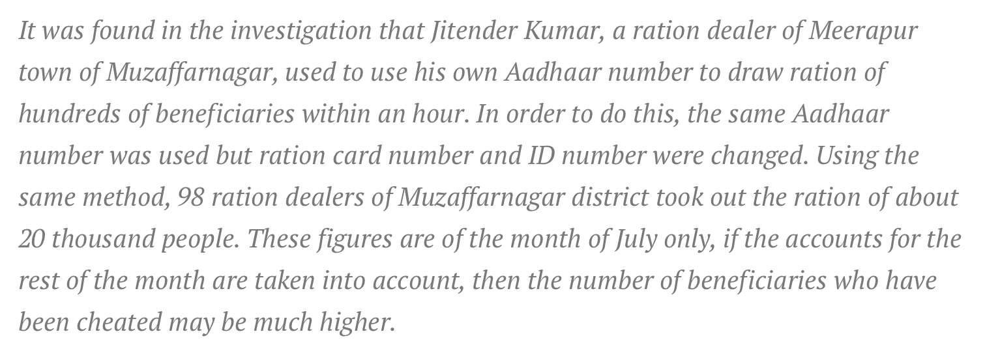 It was found in the investigation that Jitender Kumar, a ration dealer of Meerapur
town of Muzaffarnagar, used to use his own Aadhaar number to draw ration of
hundreds of beneficiaries within an hour. In order to do this, the same Aadhaar
number was used but ration card number and ID number were changed. Using the
same method, 98 ration dealers of Muzaffarnagar district took out the ration of about
20 thousand people. These figures are of the month of July only, if the accounts for the
rest of the month are taken into account, then the number of beneficiaries who have
been cheated may be much higher.